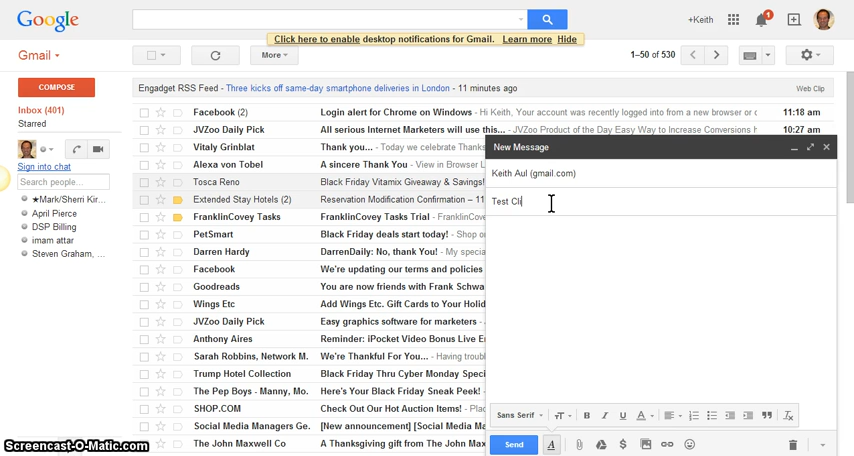 Google
+Keith
1
Click here to enable desktop notifications for Gmail. Learn more Hide
Gmail
More
1–50 of 530
COMPOSE
Inbox (401)
Starred
Sign into chat
Search people...
★Mark/Sherri Kir...
April Pierce
DSP Billing
imam attar
Steven Graham, ...
Engadget RSS Feed - Three kicks off same-day smartphone deliveries in London - 11 minutes ago
Web Clip
Facebook (2) Login alert for Chrome on Windows - Hi Keith, Your account was recently logged into from a new browser or 11:18 am
JVZoo Daily Pick All serious Internet Marketers will use this... - JVZoo Product of the Day Easy Way to Increase Conversions 10:27 am
Vitaly Grinblat Thank you... - Today we celebrate Thanks
Alexa von Tobel A sincere Thank You - View in Browser
Tosca Reno Black Friday Vitamix Giveaway & Savings!
Extended Stay Hotels (2) Reservation Modification Confirmation – 11
FranklinCovey Tasks FranklinCovey Tasks Trial - FranklinCove
PetSmart Black Friday deals start today! - Shop
Darren Hardy DarrenDaily: No, thank You! - My specia
Facebook We're updating our terms and policies
Goodreads You are now friends with Frank Schwa
Wings Etc Add Wings Etc. Gift Cards to Your Holid
JVZoo Daily Pick Easy graphics software for marketers -
Anthony Aires Reminder: iPocket Video Bonus Live E
Sarah Robbins, Network M. We're Thankful For You... - Having troubl
Trump Hotel Collection Black Friday Thru Cyber Monday Speci
The Pep Boys - Manny, Mo. Here's Your Black Friday Sneak Peek!
SHOP.COM Check Out Our Hot Auction Items! -
Social Media Managers Ge. [New announcement] [Social Media
The John Maxwell Co A Thanksgiving gift from The John Max
New Message
Keith Aul (gmail.com)
Test Cli
Sans Serif
B I U A
Send A
Screencast-O-Matic.com